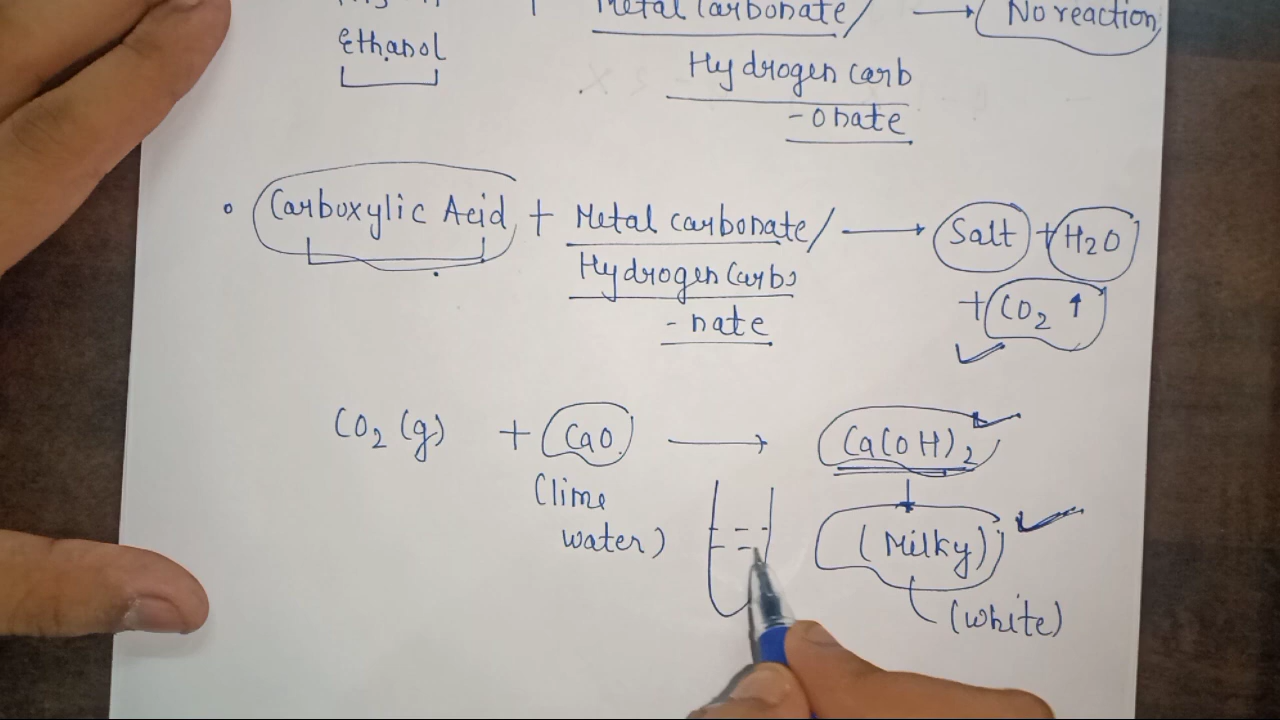 Metal Carbonate/ → No reaction
Ethanol
Hydrogen carb
-onate
• Carboxylic Acid + Metal carbonate/ → Salt + H2O
Hydrogen Carbo
-nate
+ CO2 ↑
CO2 (g) + CaO → Ca(OH)2
(lime
water)
(Milky)
(white)